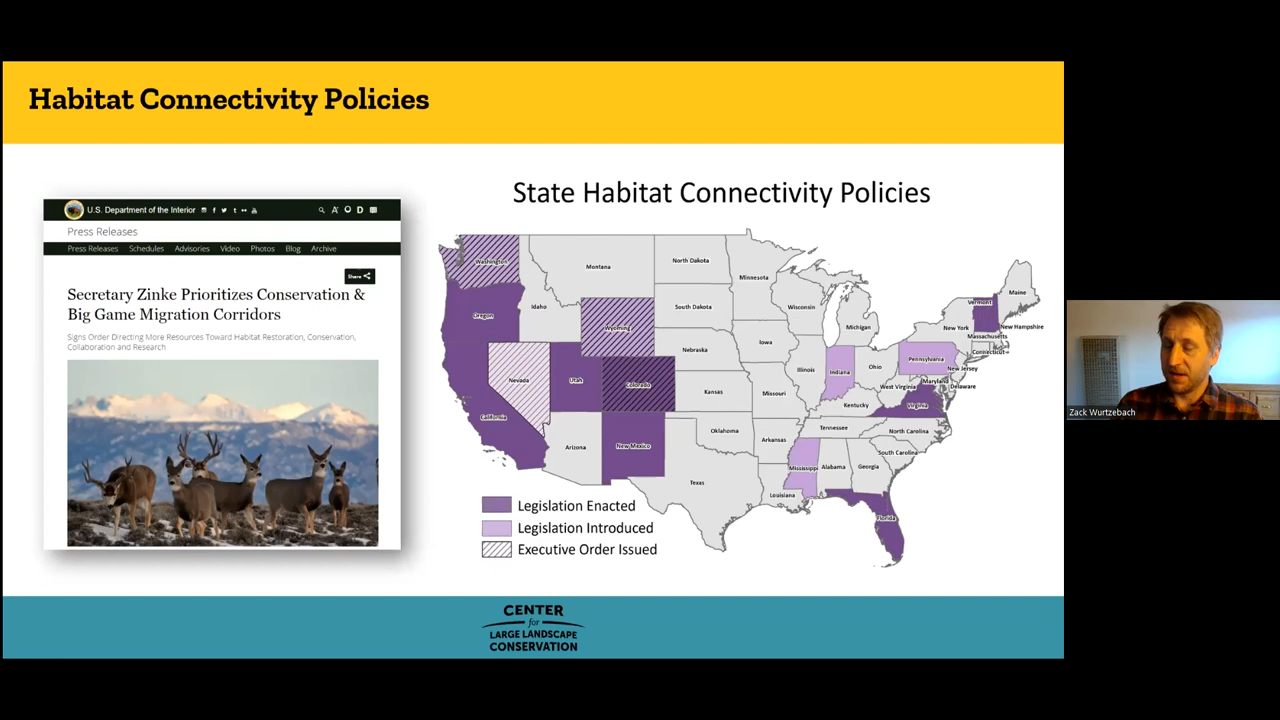 Habitat Connectivity Policies
U.S. Department of the Interior
Press Releases
Press Releases Schedules Advisories Video Photos Blog Archive
Share
Secretary Zinke Prioritizes Conservation &
Big Game Migration Corridors
Signs Order Directing More Resources Toward Habitat Restoration, Conservation,
Collaboration and Research
State Habitat Connectivity Policies
Washington
Montana
North Dakota
Minnesota
Maine
Oregon
Idaho
Wyoming
South Dakota
Wisconsin
Michigan
Vermont
New York
New Hampshire
Massachusetts
Connecticut
Nevada
Utah
Colorado
Nebraska
Iowa
Illinois
Indiana
Ohio
Pennsylvania
New Jersey
Maryland
Delaware
West Virginia
Virginia
California
Kansas
Missouri
Kentucky
Arizona
New Mexico
Oklahoma
Arkansas
Tennessee
North Carolina
South Carolina
Texas
Louisiana
Mississippi
Alabama
Georgia
Florida
Legislation Enacted
Legislation Introduced
Executive Order Issued
CENTER
for
LARGE LANDSCAPE
CONSERVATION
Zack Wurtzebach